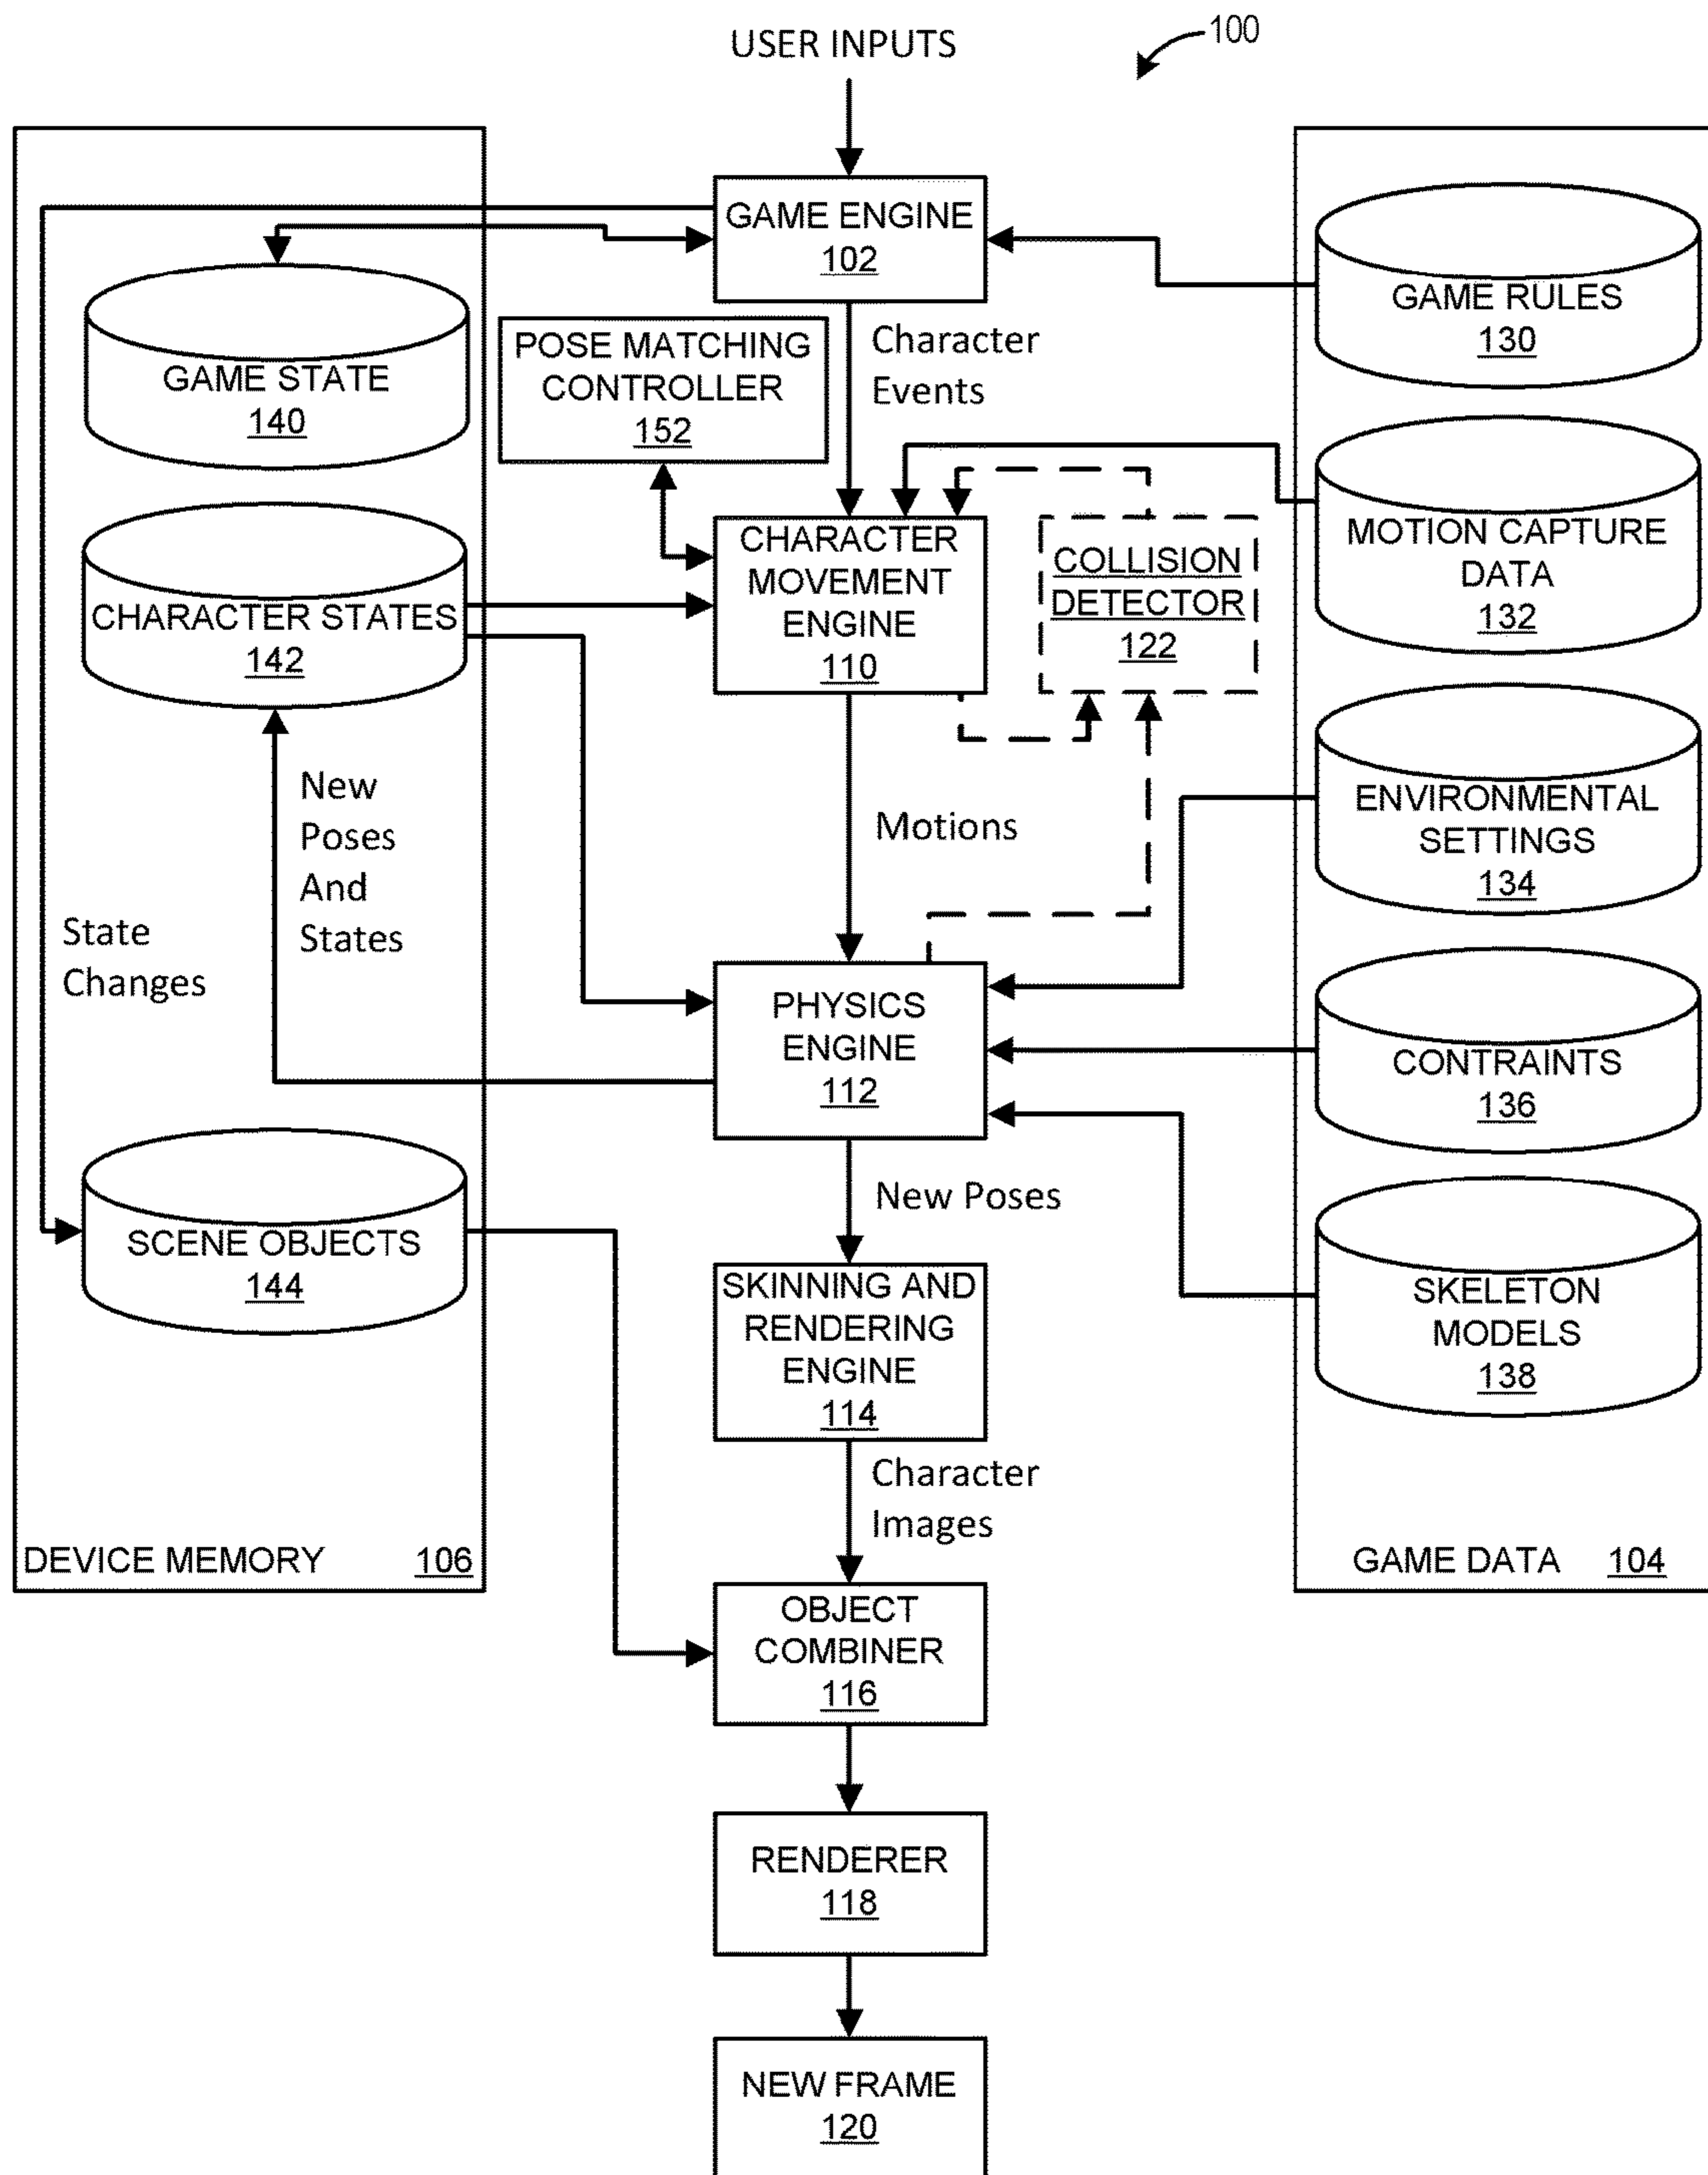 100
USER INPUTS
GAME ENGINE
102
GAME RULES
130
POSE MATCHING
CONTROLLER
152
Character
Events
GAME STATE
140
MOTION CAPTURE
DATA
132
CHARACTER
MOVEMENT
ENGINE
110
COLLISION
DETECTOR
122
CHARACTER STATES
142
New
Poses
And
States
Motions
ENVIRONMENTAL
SETTINGS
134
State
Changes
PHYSICS
ENGINE
112
CONTRAINTS
136
New Poses
SCENE OBJECTS
144
SKINNING AND
RENDERING
ENGINE
114
SKELETON
MODELS
138
Character
Images
DEVICE MEMORY 106
GAME DATA 104
OBJECT
COMBINER
116
RENDERER
118
NEW FRAME
120